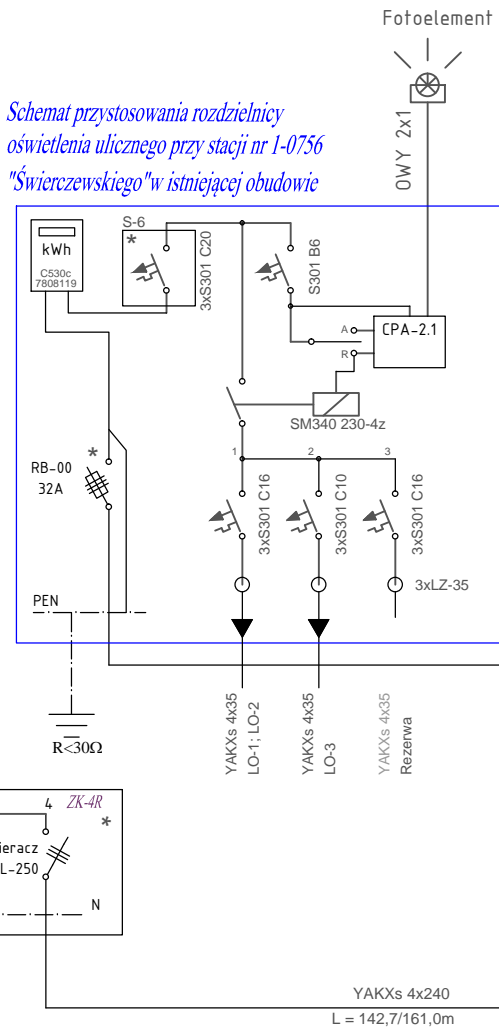 Fotoelement
Schemat przystosowania rozdzielnicy
oświetlenia ulicznego przy stacji nr 1-0756
"Świerczewskiego"w istniejącej obudowie
OWY 2x1
kWh
C530c
7808119
S-6
*
3xS301 C20
S301 B6
A
R
CPA-2.1
SM340 230-4z
*
RB-00
32A
1
2
3
3xS301 C16
3xS301 C10
3xS301 C16
3xLZ-35
PEN
R<30Ω
YAKXs 4x35
LO-1; LO-2
YAKXs 4x35
LO-3
YAKXs 4x35
Rezerwa
4
ZK-4R
*
ieracz
L-250
N
YAKXs 4x240
L = 142,7/161,0m